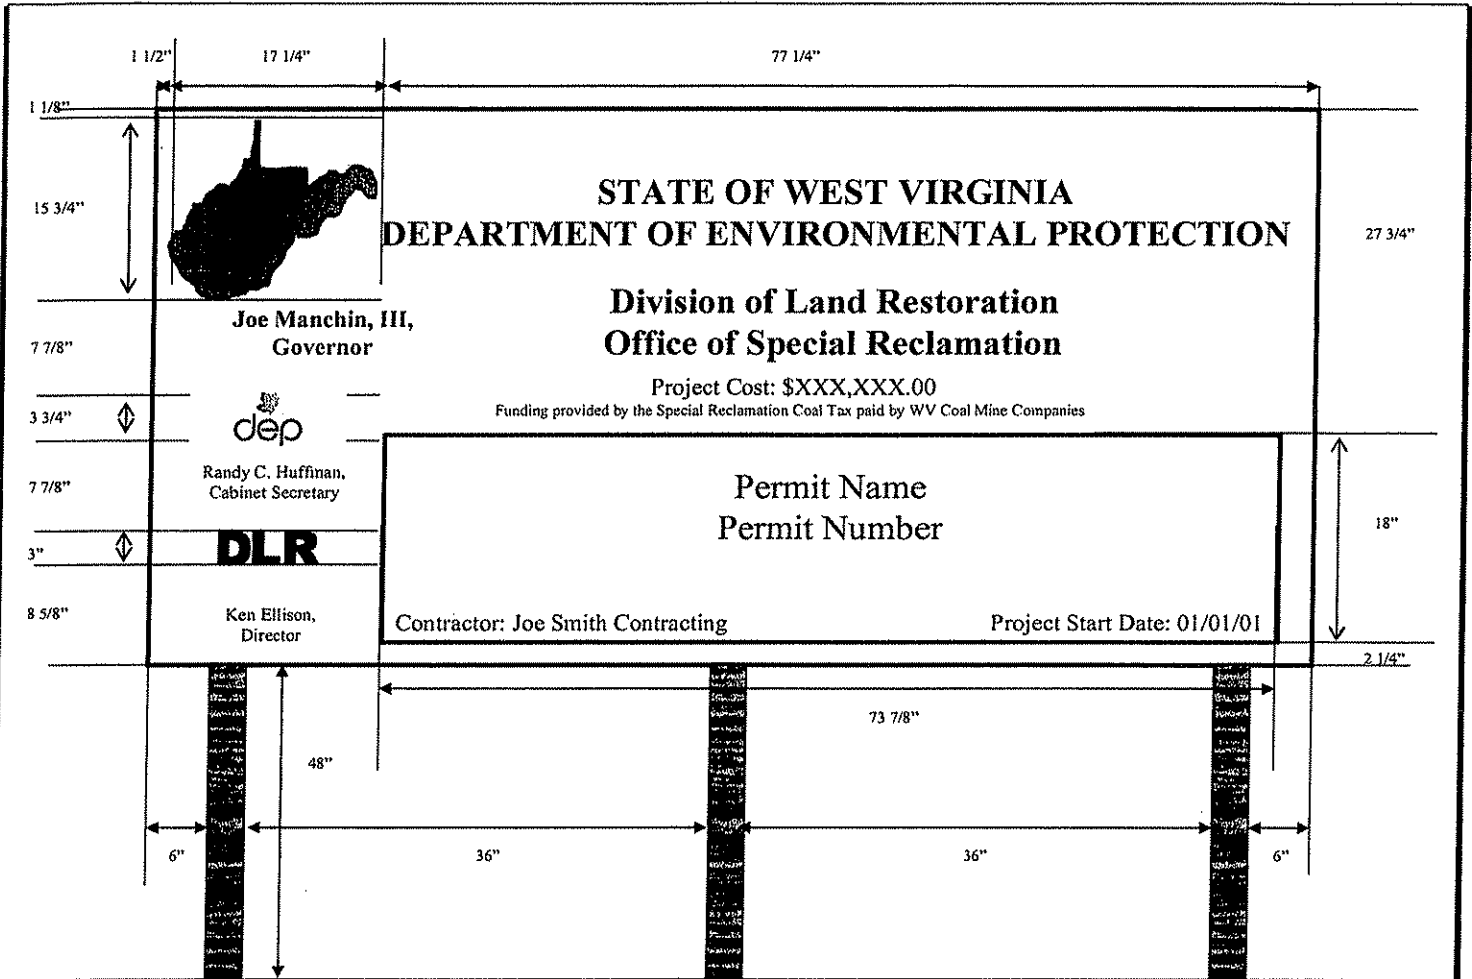 1 1/2" 17 1/4" 77 1/4"
1 1/8"
15 3/4"
STATE OF WEST VIRGINIA
DEPARTMENT OF ENVIRONMENTAL PROTECTION
27 3/4"
Division of Land Restoration
Office of Special Reclamation
Joe Manchin, III,
Governor
7 7/8"
Project Cost: $XXX,XXX.00
Funding provided by the Special Reclamation Coal Tax paid by WV Coal Mine Companies
3 3/4"
dep
Randy C. Huffman,
Cabinet Secretary
7 7/8"
Permit Name
Permit Number
18"
3"
DLR
8 5/8"
Ken Ellison,
Director
Contractor: Joe Smith Contracting Project Start Date: 01/01/01
2 1/4"
73 7/8"
48"
6" 36" 36" 6"